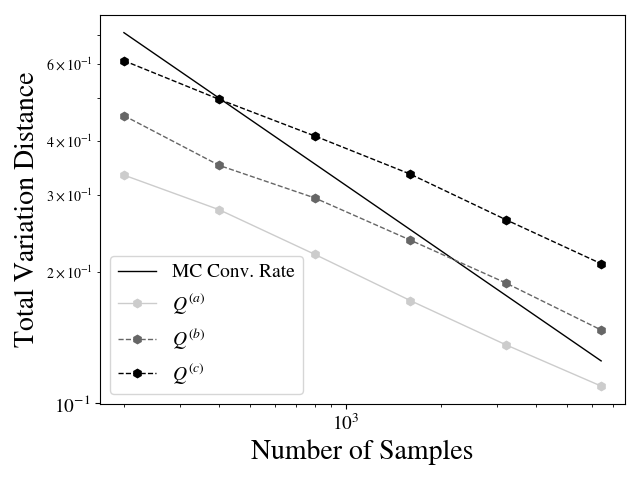 Total Variation Distance
6×10⁻¹
4×10⁻¹
3×10⁻¹
2×10⁻¹
10⁻¹
MC Conv. Rate
Q⁽ᵃ⁾
Q⁽ᵇ⁾
Q⁽ᶜ⁾
10³
Number of Samples